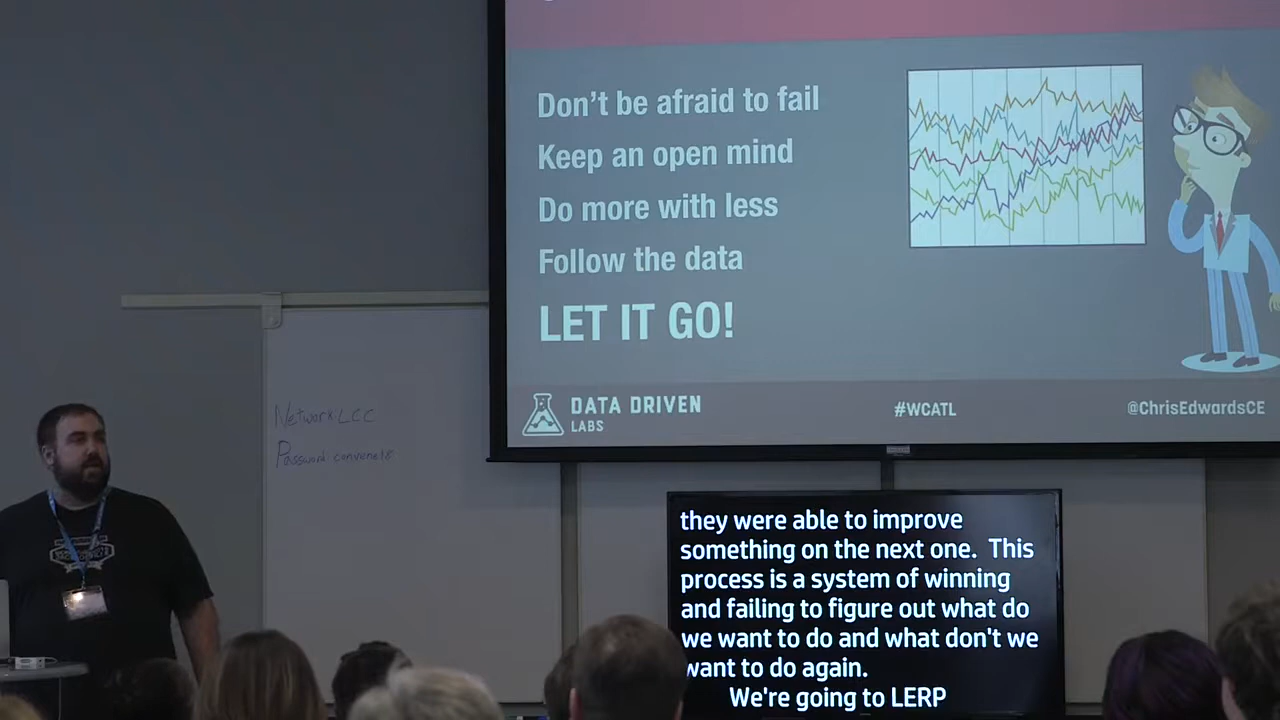 Don't be afraid to fail
Keep an open mind
Do more with less
Follow the data
LET IT GO!
DATA DRIVEN
LABS
#WCATL
@ChrisEdwardsCE
Network LCC
Password:
they were able to improve
something on the next one. This
process is a system of winning
and failing to figure out what do
we want to do and what don't we
want to do again.
We're going to LERP